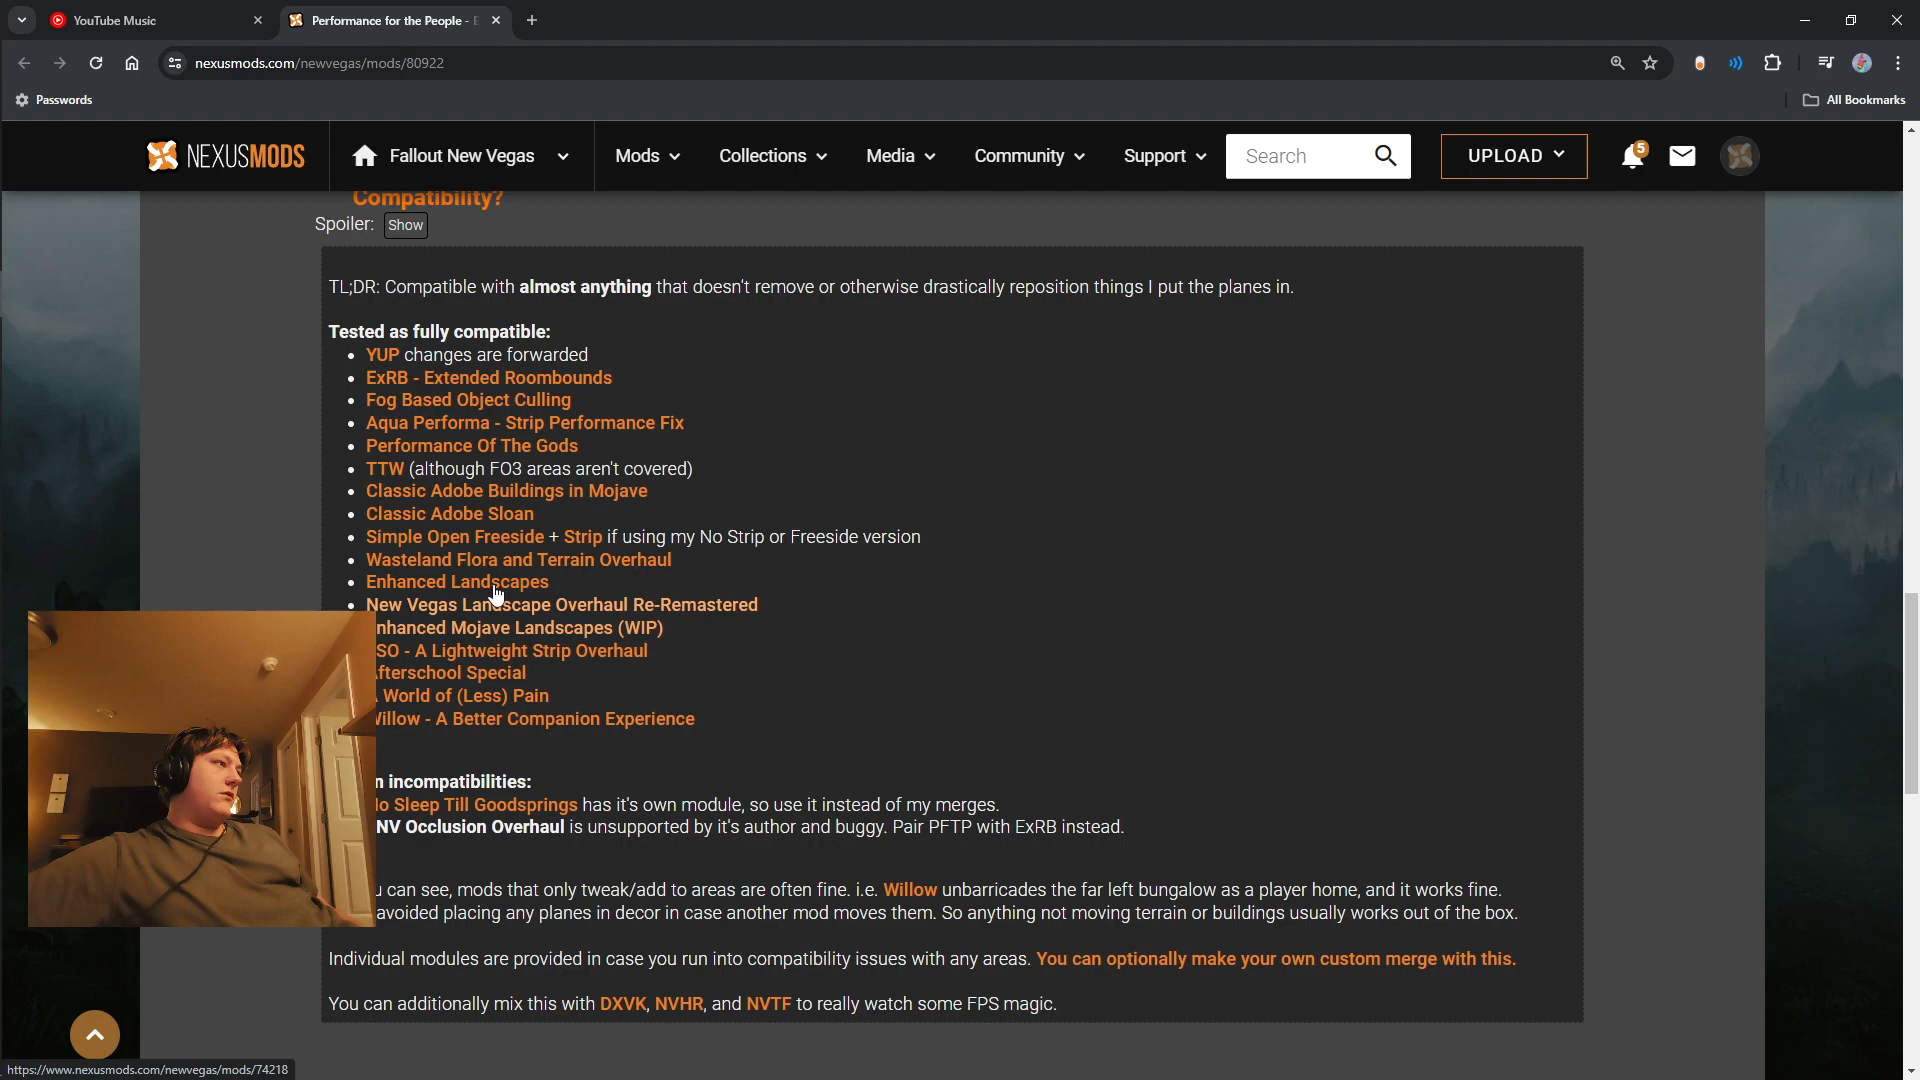 YouTube Music
Performance for the People -
nexusmods.com/newvegas/mods/80922
Passwords
All Bookmarks
NEXUSMODS
Fallout New Vegas
Mods
Collections
Media
Community
Support
Search
UPLOAD
5
Compatibility?
Spoiler: Show
TL;DR: Compatible with almost anything that doesn't remove or otherwise drastically reposition things I put the planes in.
Tested as fully compatible:
• YUP changes are forwarded
• ExRB - Extended Roombounds
• Fog Based Object Culling
• Aqua Performa - Strip Performance Fix
• Performance Of The Gods
• TTW (although FO3 areas aren't covered)
• Classic Adobe Buildings in Mojave
• Classic Adobe Sloan
• Simple Open Freeside + Strip if using my No Strip or Freeside version
• Wasteland Flora and Terrain Overhaul
• Enhanced Landscapes
• New Vegas Landscape Overhaul Re-Remastered
nhanced Mojave Landscapes (WIP)
SO - A Lightweight Strip Overhaul
fterschool Special
World of (Less) Pain
illow - A Better Companion Experience
n incompatibilities:
o Sleep Till Goodsprings has it's own module, so use it instead of my merges.
NV Occlusion Overhaul is unsupported by it's author and buggy. Pair PFTP with ExRB instead.
u can see, mods that only tweak/add to areas are often fine. i.e. Willow unbarricades the far left bungalow as a player home, and it works fine.
avoided placing any planes in decor in case another mod moves them. So anything not moving terrain or buildings usually works out of the box.
Individual modules are provided in case you run into compatibility issues with any areas. You can optionally make your own custom merge with this.
You can additionally mix this with DXVK, NVHR, and NVTF to really watch some FPS magic.
https://www.nexusmods.com/newvegas/mods/74218